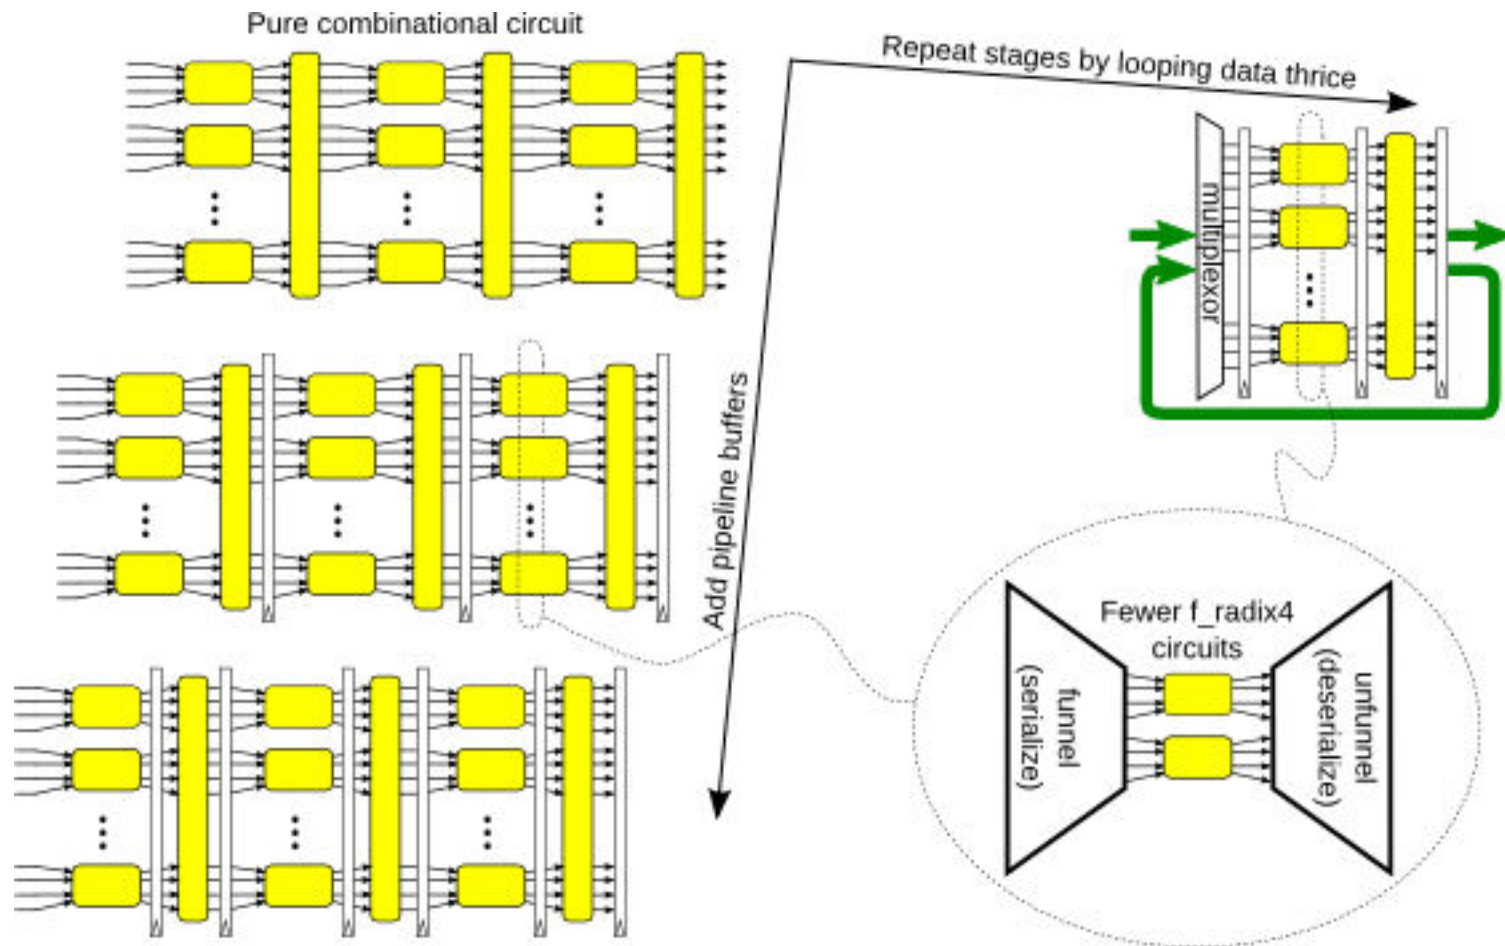 Pure combinational circuit
Repeat stages by looping data thrice
multiplexor
Add pipeline buffers
Fewer f_radix4
circuits
funnel
(serialize)
unfunnel
(deserialize)